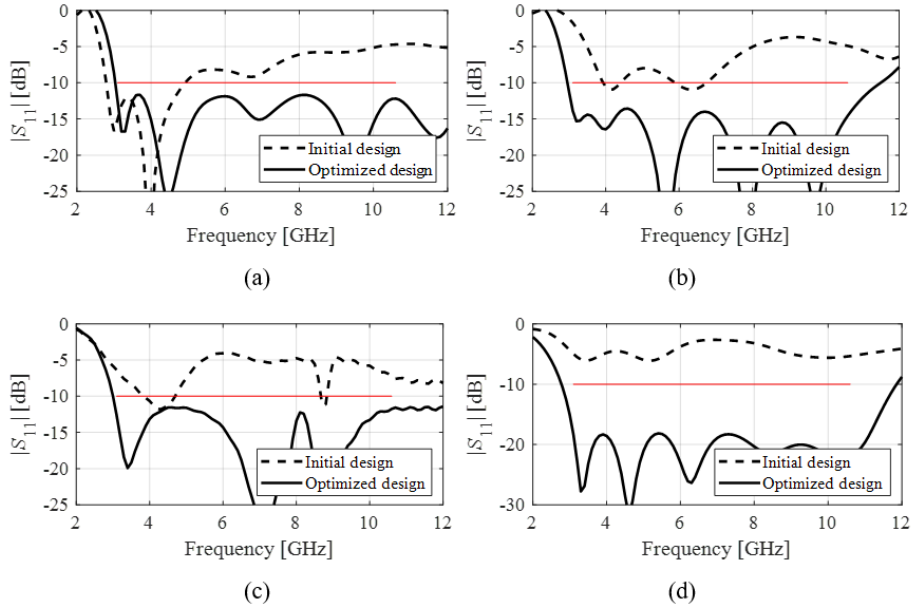 0
-5
-10
-15
-20
-25
|S11| [dB]
2 4 6 8 10 12
Frequency [GHz]
Initial design
Optimized design
(a)
0
-5
-10
-15
-20
-25
|S11| [dB]
2 4 6 8 10 12
Frequency [GHz]
Initial design
Optimized design
(b)
0
-5
-10
-15
-20
-25
|S11| [dB]
2 4 6 8 10 12
Frequency [GHz]
Initial design
Optimized design
(c)
0
-5
-10
-15
-20
-25
-30
|S11| [dB]
2 4 6 8 10 12
Frequency [GHz]
Initial design
Optimized design
(d)